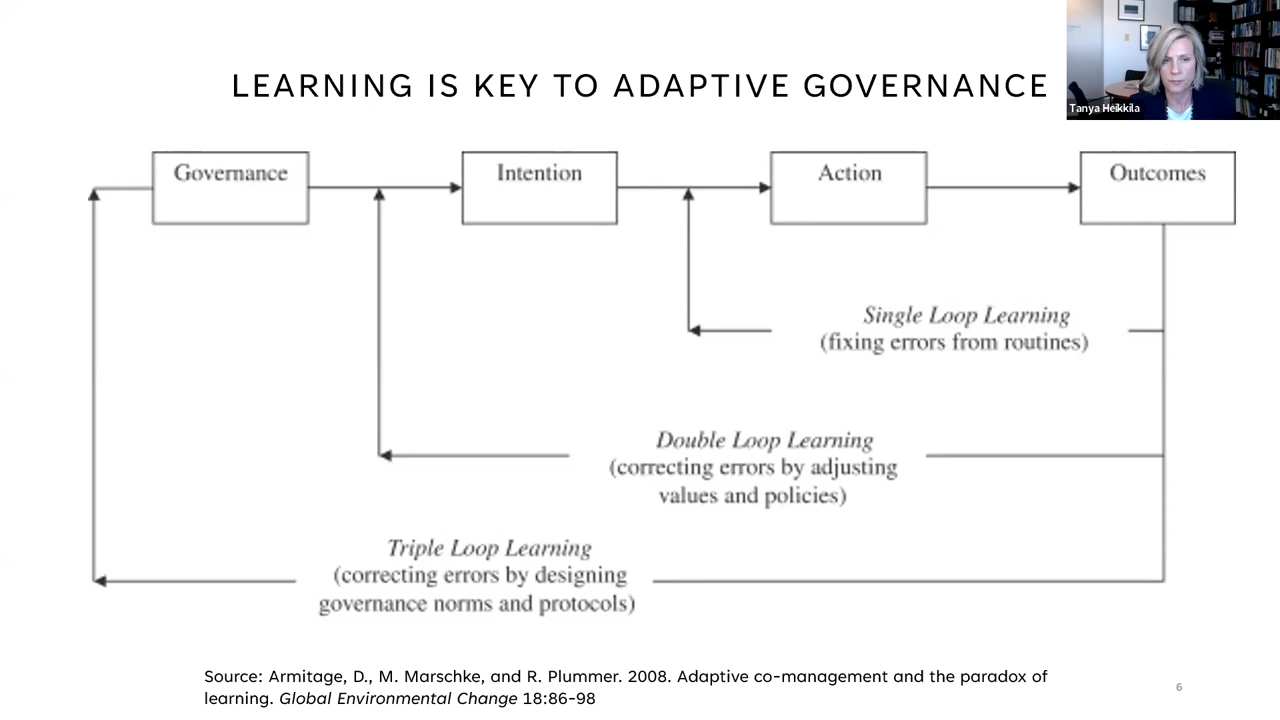 LEARNING IS KEY TO ADAPTIVE GOVERNANCE
Tanya Heikkila
Governance
Intention
Action
Outcomes
Single Loop Learning
(fixing errors from routines)
Double Loop Learning
(correcting errors by adjusting
values and policies)
Triple Loop Learning
(correcting errors by designing
governance norms and protocols)
Source: Armitage, D., M. Marschke, and R. Plummer. 2008. Adaptive co-management and the paradox of
learning. Global Environmental Change 18:86-98
6